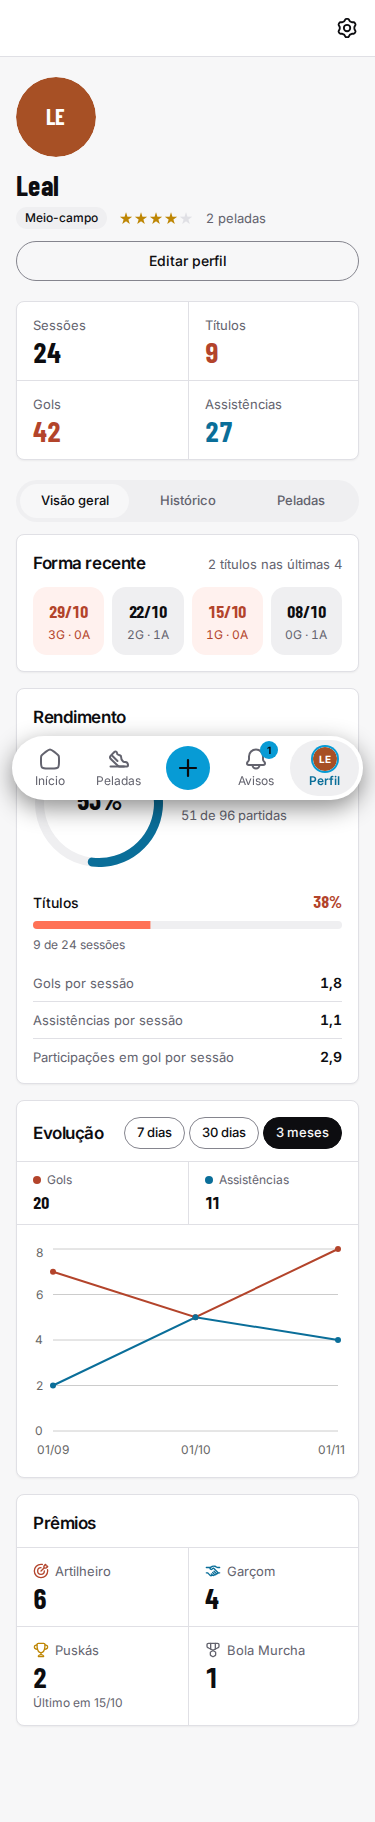 LE
Leal
Meio-campo 2 peladas
Editar perfil
Sessões Títulos
24 9
Gols Assistências
42 27
Visão geral Histórico Peladas
Forma recente 2 títulos nas últimas 4
29/10 22/10 15/10 08/10
3G · 0A 2G · 1A 1G · 0A 0G · 1A
Rendimento
1
LE
Início Peladas Avisos Perfil
51 de 96 partidas
Títulos 38%
9 de 24 sessões
Gols por sessão 1,8
Assistências por sessão 1,1
Participações em gol por sessão 2,9
Evolução 7 dias 30 dias 3 meses
Gols Assistências
20 11
8
6
4
2
0
01/09 01/10 01/11
Prêmios
Artilheiro Garçom
6 4
Puskás Bola Murcha
2 1
Último em 15/10